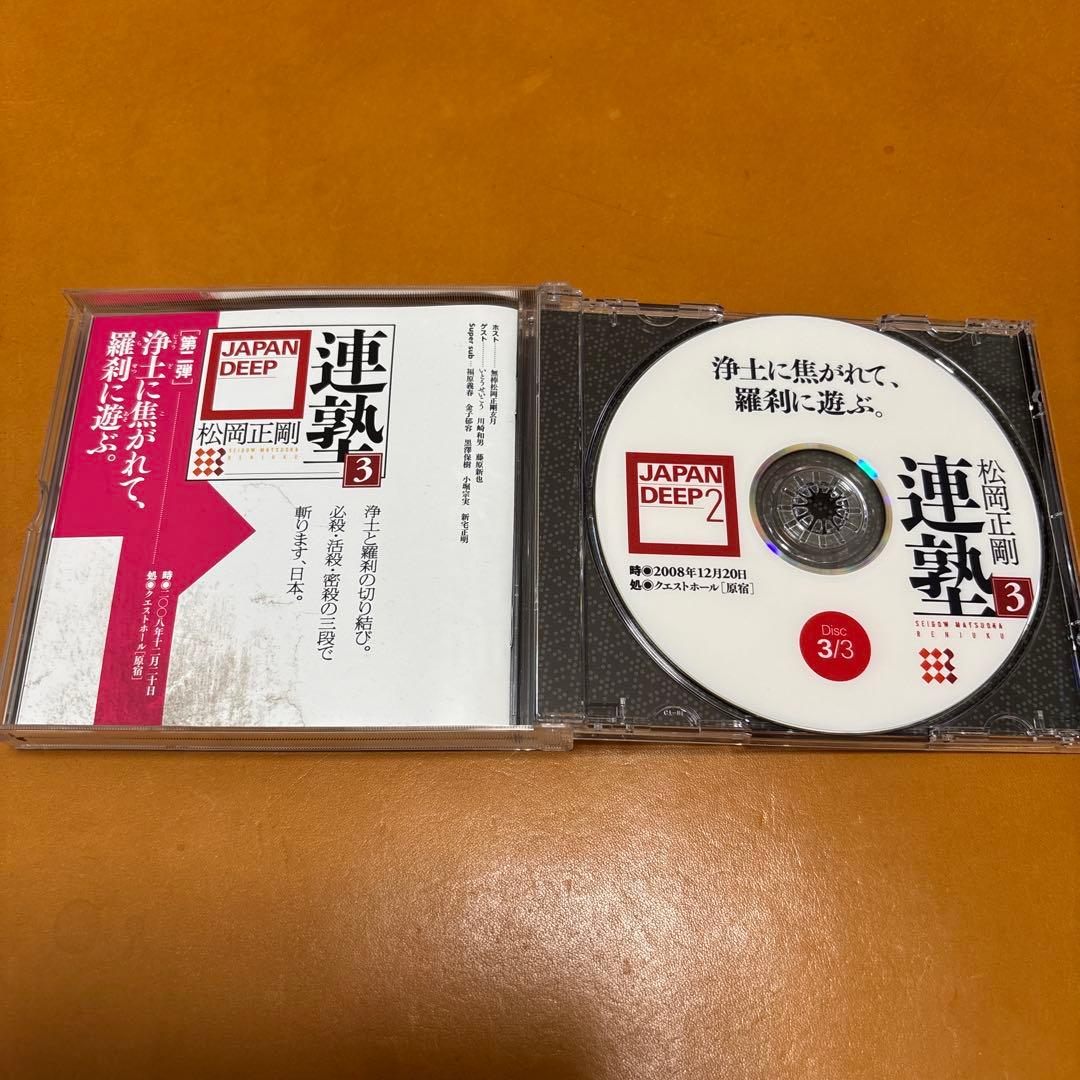 ホスト………無棒松岡正剛玄月
ゲスト………いとうせいこう 川崎和男 藤原新也
Super sub…福原義春 金子郁容 黒澤保樹 小堀宗実 新宅正明
連塾
3
JAPAN
DEEP
松岡正剛
SEIGOW MATSUOKA
RENJUKU
浄土と羅刹の切り結び。
必殺・活殺・密殺の三段で
斬ります、日本。
[第二弾]
浄土に焦がれて、
羅刹に遊ぶ。
時◉二〇〇八年十二月二十日
処◉クエストホール[原宿]
浄土に焦がれて、
羅刹に遊ぶ。
JAPAN
DEEP2
時◉2008年12月20日
処◉クエストホール[原宿]
松岡正剛
連塾
3
SEIGOW MATSUOKA
RENJUKU
Disc
3/3